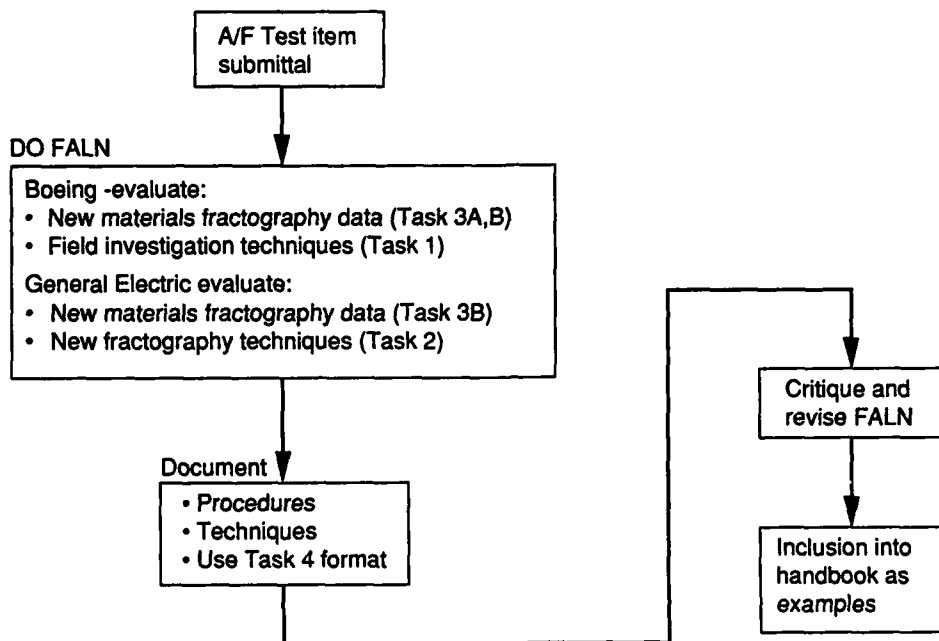 A/F Test item
submittal
DO FALN
Boeing -evaluate:
• New materials fractography data (Task 3A,B)
• Field investigation techniques (Task 1)
General Electric evaluate:
• New materials fractography data (Task 3B)
• New fractography techniques (Task 2)
Document
• Procedures
• Techniques
• Use Task 4 format
Critique and
revise FALN
Inclusion into
handbook as
examples